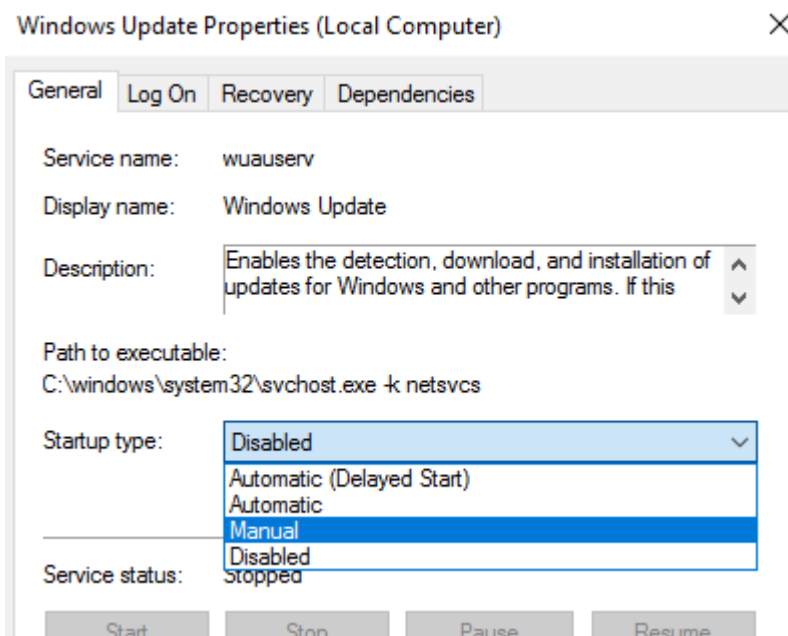 Windows Update Properties (Local Computer)
General Log On Recovery Dependencies
Service name: wuauserv
Display name: Windows Update
Description: Enables the detection, download, and installation of
updates for Windows and other programs. If this
Path to executable:
C:\windows\system32\svchost.exe -k netsvcs
Startup type: Disabled
Automatic (Delayed Start)
Automatic
Manual
Disabled
Service status: Stopped
Start Stop Pause Resume